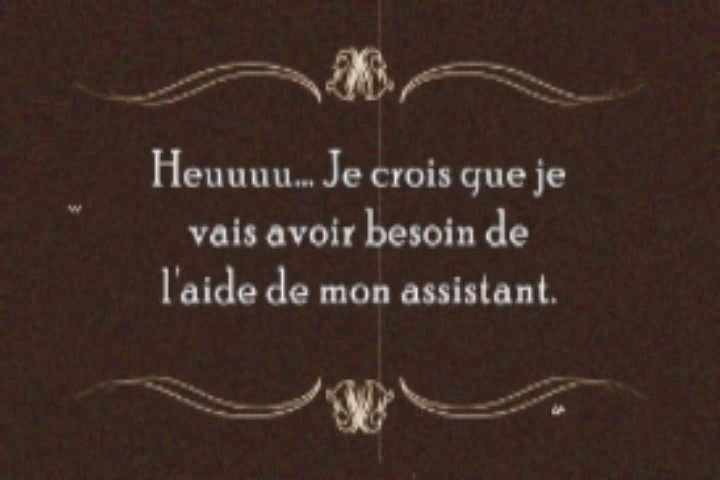 Heuuuu... Je crois que je
vais avoir besoin de
l'aide de mon assistant.